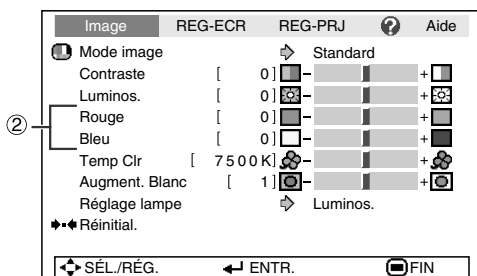 Image REG-ECR REG-PRJ ? Aide
Mode image Standard
Contraste [ 0] - +
Luminos. [ 0] - +
② Rouge [ 0] - +
Bleu [ 0] - +
Temp Clr [ 7500K] - +
Augment. Blanc [ 1] - +
Réglage lampe Luminos.
Réinitial.
SÉL./RÉG. ENTR. FIN